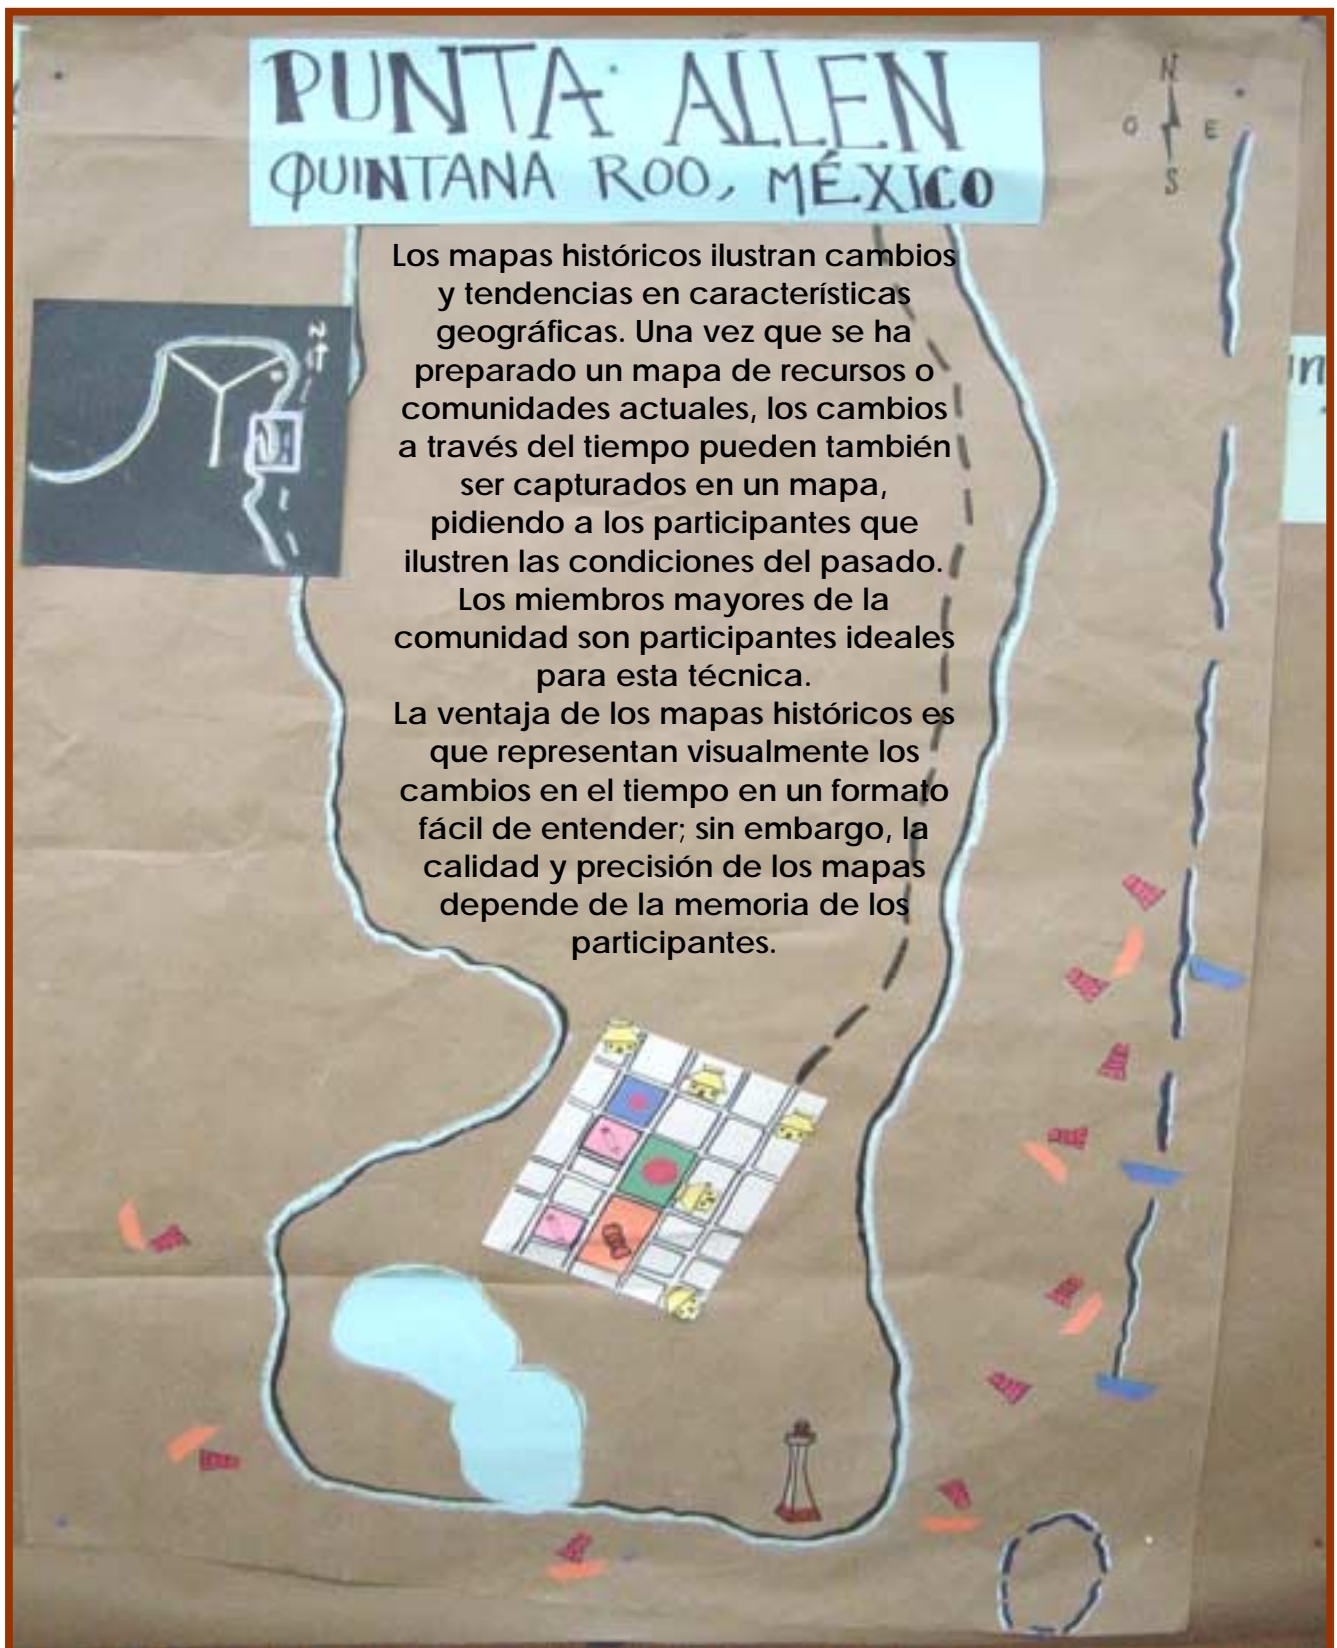 PUNTA ALLEN
QUINTANA ROO, MÉXICO
N
O E
S
N
Los mapas históricos ilustran cambios
y tendencias en características
geográficas. Una vez que se ha
preparado un mapa de recursos o
comunidades actuales, los cambios
a través del tiempo pueden también
ser capturados en un mapa,
pidiendo a los participantes que
ilustren las condiciones del pasado.
Los miembros mayores de la
comunidad son participantes ideales
para esta técnica.
La ventaja de los mapas históricos es
que representan visualmente los
cambios en el tiempo en un formato
fácil de entender; sin embargo, la
calidad y precisión de los mapas
depende de la memoria de los
participantes.